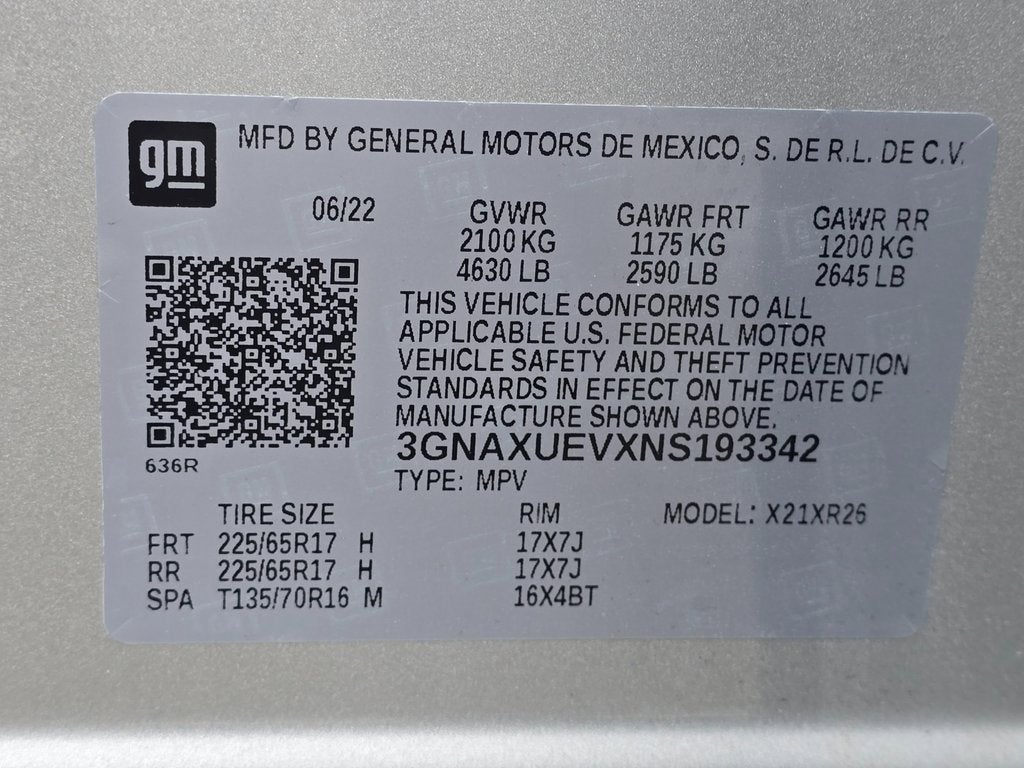 gm
MFD BY GENERAL MOTORS DE MEXICO, S. DE R.L. DE C.V.
06/22 GVWR GAWR FRT GAWR RR
2100 KG 1175 KG 1200 KG
4630 LB 2590 LB 2645 LB
THIS VEHICLE CONFORMS TO ALL
APPLICABLE U.S. FEDERAL MOTOR
VEHICLE SAFETY AND THEFT PREVENTION
STANDARDS IN EFFECT ON THE DATE OF
MANUFACTURE SHOWN ABOVE.
3GNAXUEVXNS193342
636R
TYPE: MPV
TIRE SIZE RIM MODEL: X21XR26
FRT 225/65R17 H 17X7J
RR 225/65R17 H 17X7J
SPA T135/70R16 M 16X4BT